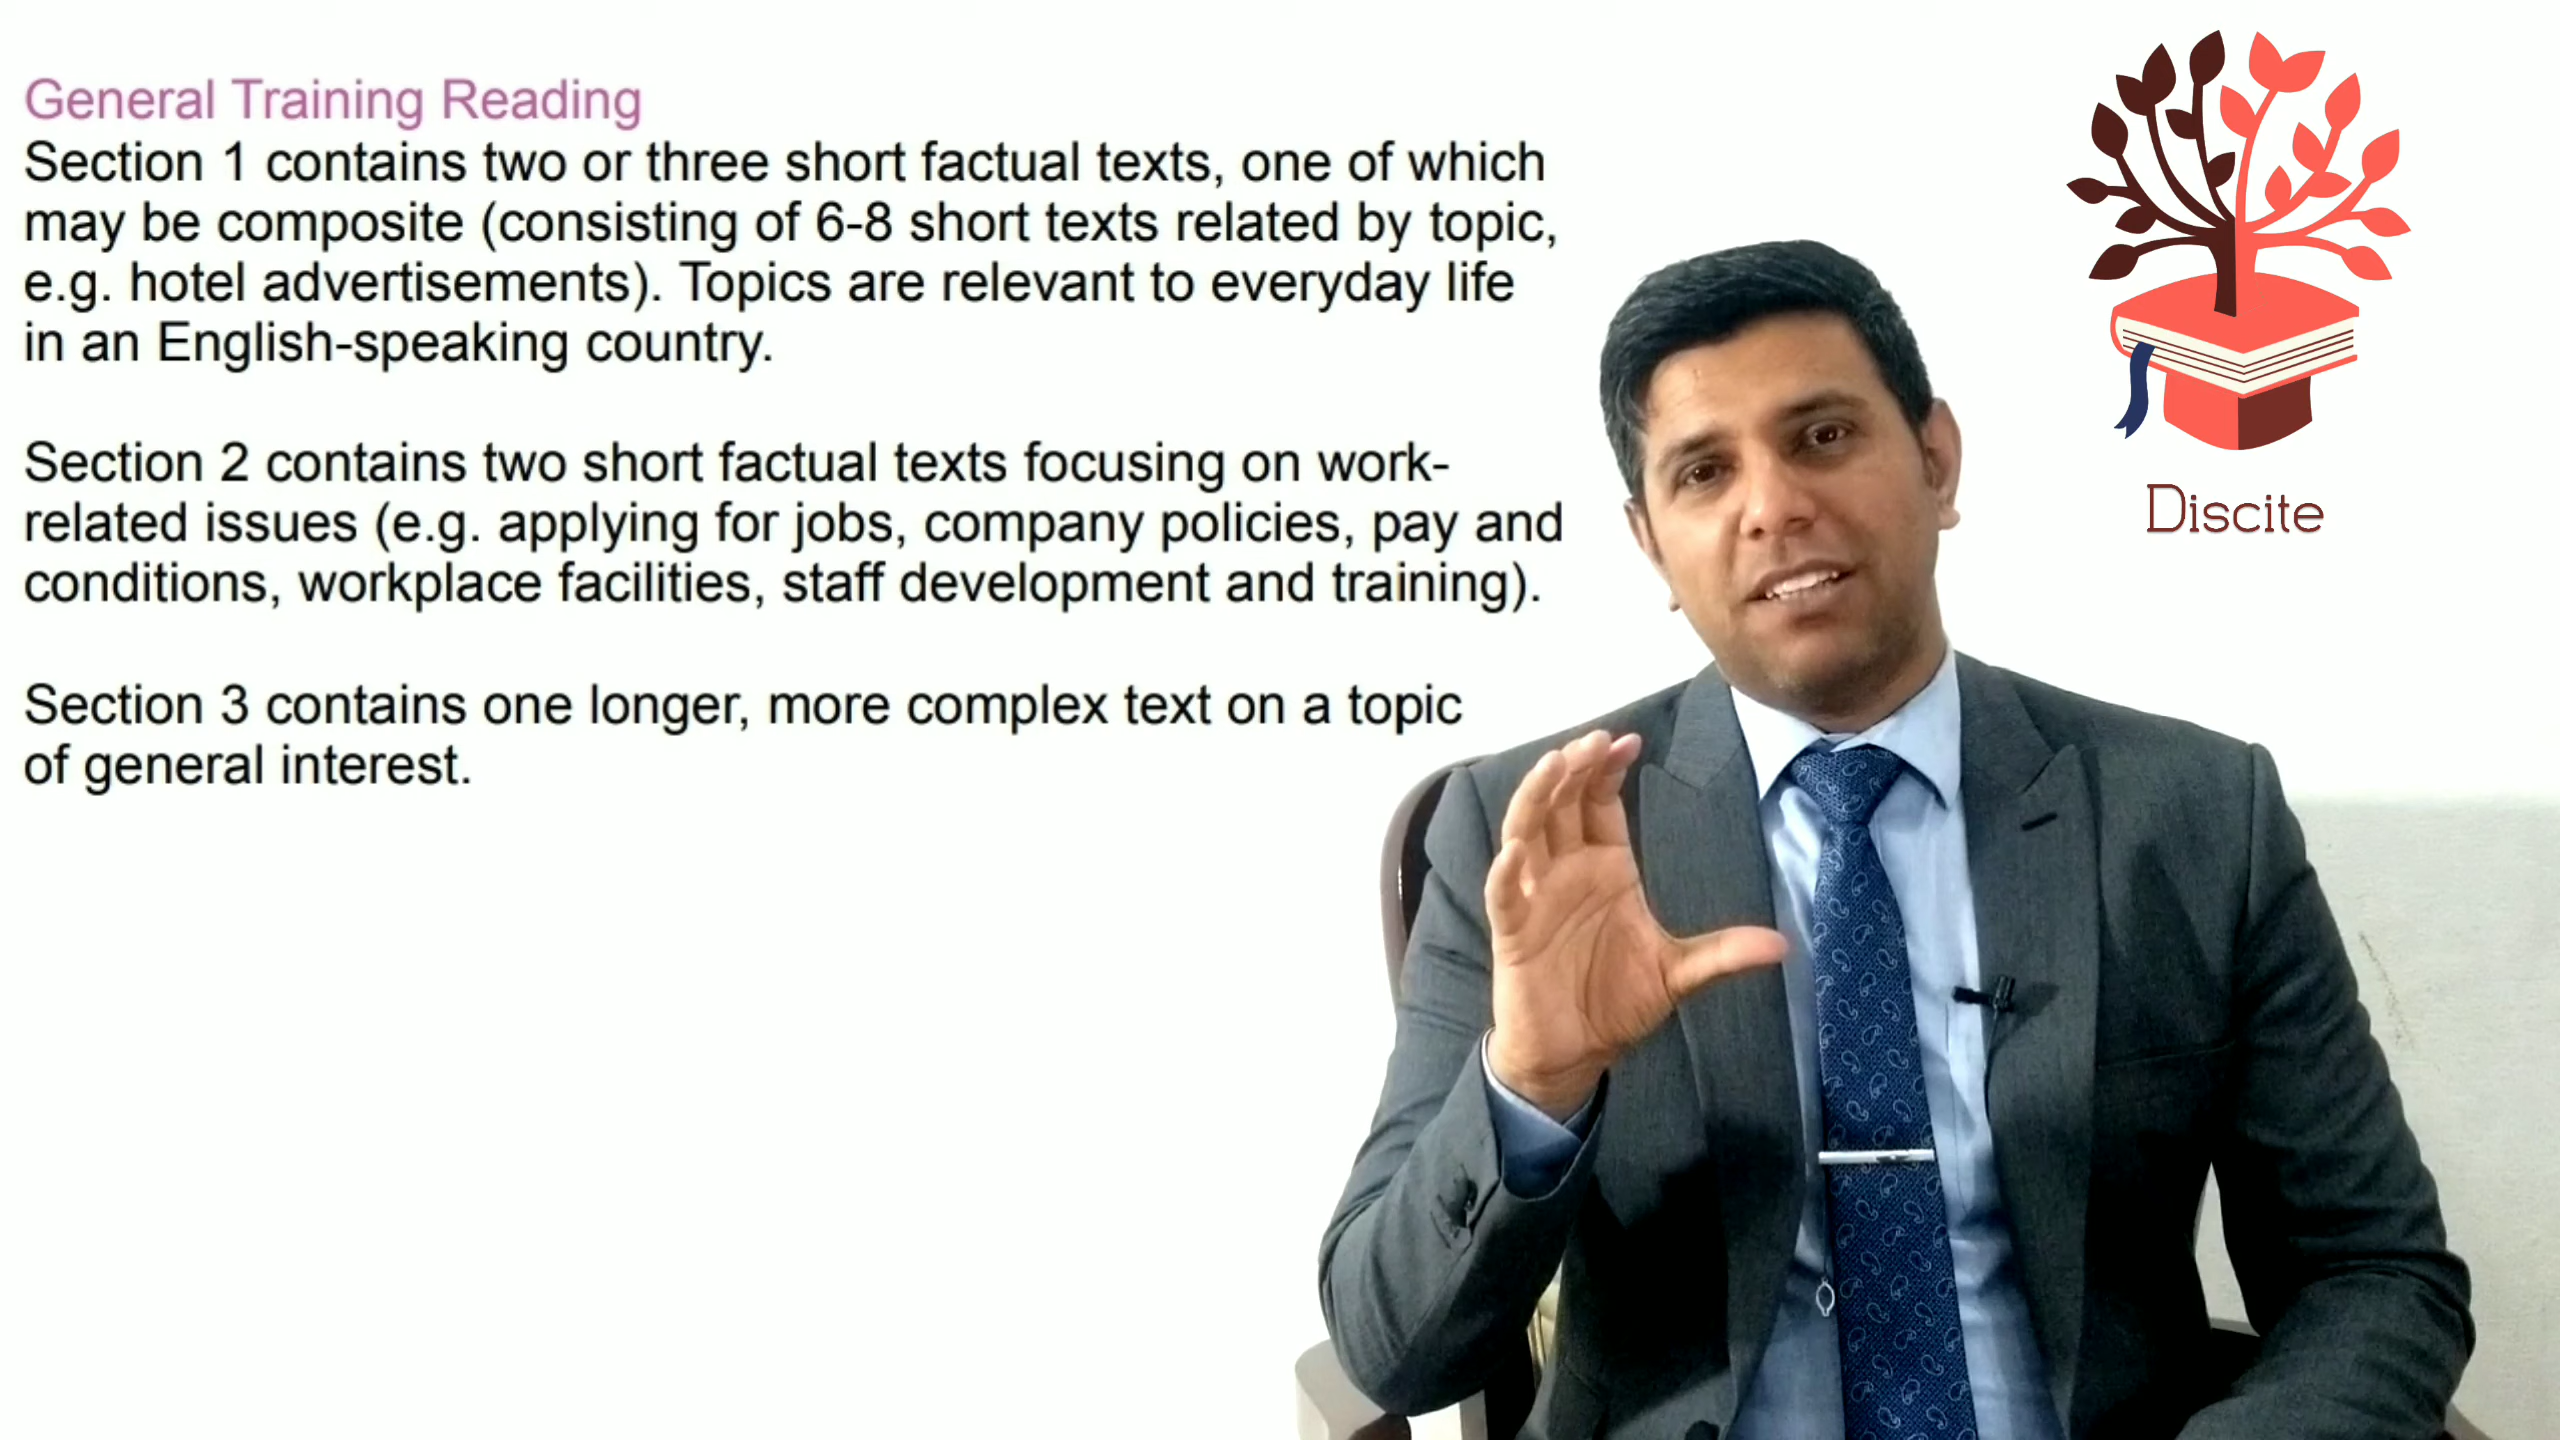 General Training Reading
Section 1 contains two or three short factual texts, one of which
may be composite (consisting of 6-8 short texts related by topic,
e.g. hotel advertisements). Topics are relevant to everyday life
in an English-speaking country.
Section 2 contains two short factual texts focusing on work-
related issues (e.g. applying for jobs, company policies, pay and
conditions, workplace facilities, staff development and training).
Section 3 contains one longer, more complex text on a topic
of general interest.
Discite